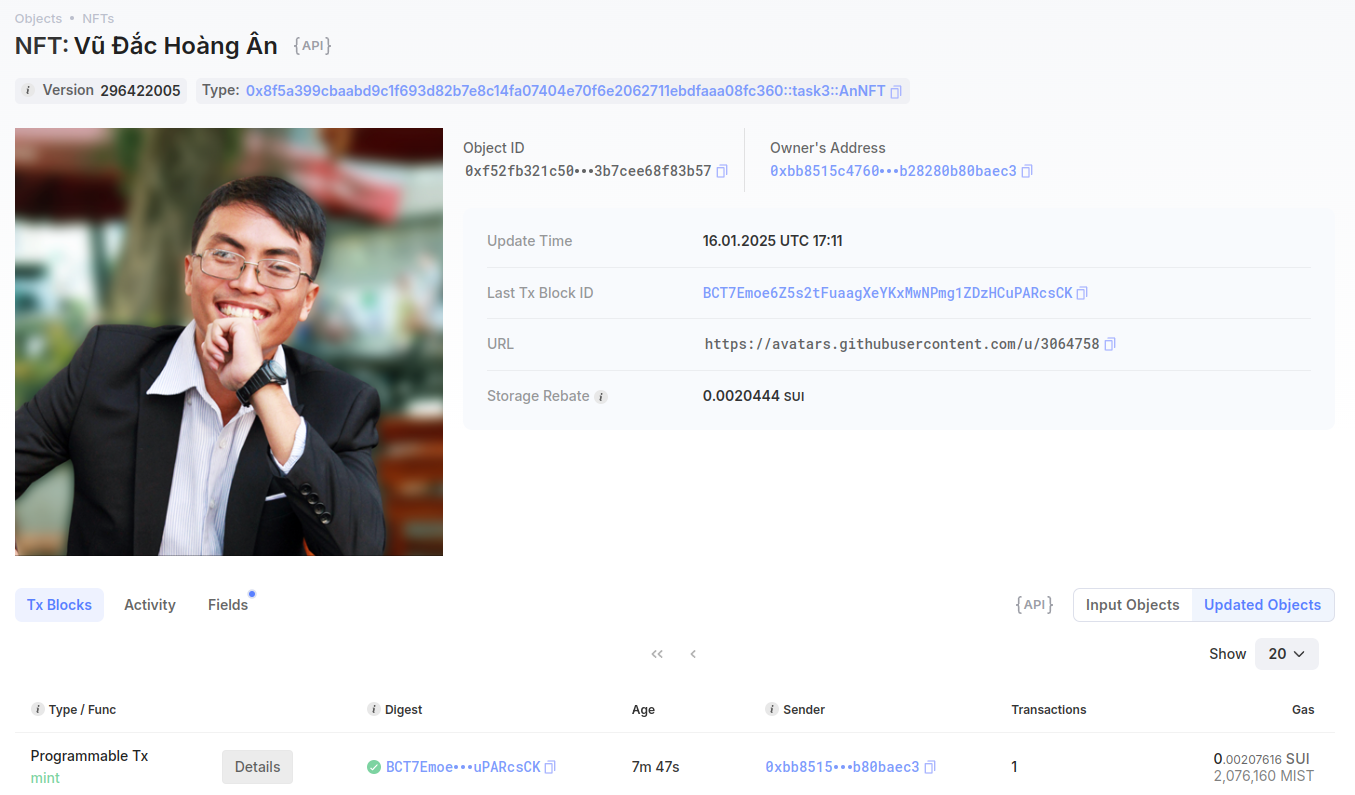 Objects • NFTs
NFT: Vũ Đắc Hoàng Ân {API}
i Version 296422005 Type: 0x8f5a399cbaabd9c1f693d82b7e8c14fa07404e70f6e2062711ebdfaaa08fc360::task3::AnNFT
Object ID
0xf52fb321c50•••3b7cee68f83b57
Owner's Address
0xbb8515c4760•••b28280b80baec3
Update Time 16.01.2025 UTC 17:11
Last Tx Block ID BCT7Emoe6Z5s2tFuaagXeYKxMwNPmg1ZDzHCuPARcsCK
URL https://avatars.githubusercontent.com/u/3064758
Storage Rebate i 0.0020444 SUI
Tx Blocks Activity Fields {API} Input Objects Updated Objects
« ‹ Show 20
i Type / Func i Digest Age i Sender Transactions Gas
Programmable Tx Details BCT7Emoe•••uPARcsCK 7m 47s 0xbb8515•••b80baec3 1 0.00207616 SUI
mint 2,076,160 MIST